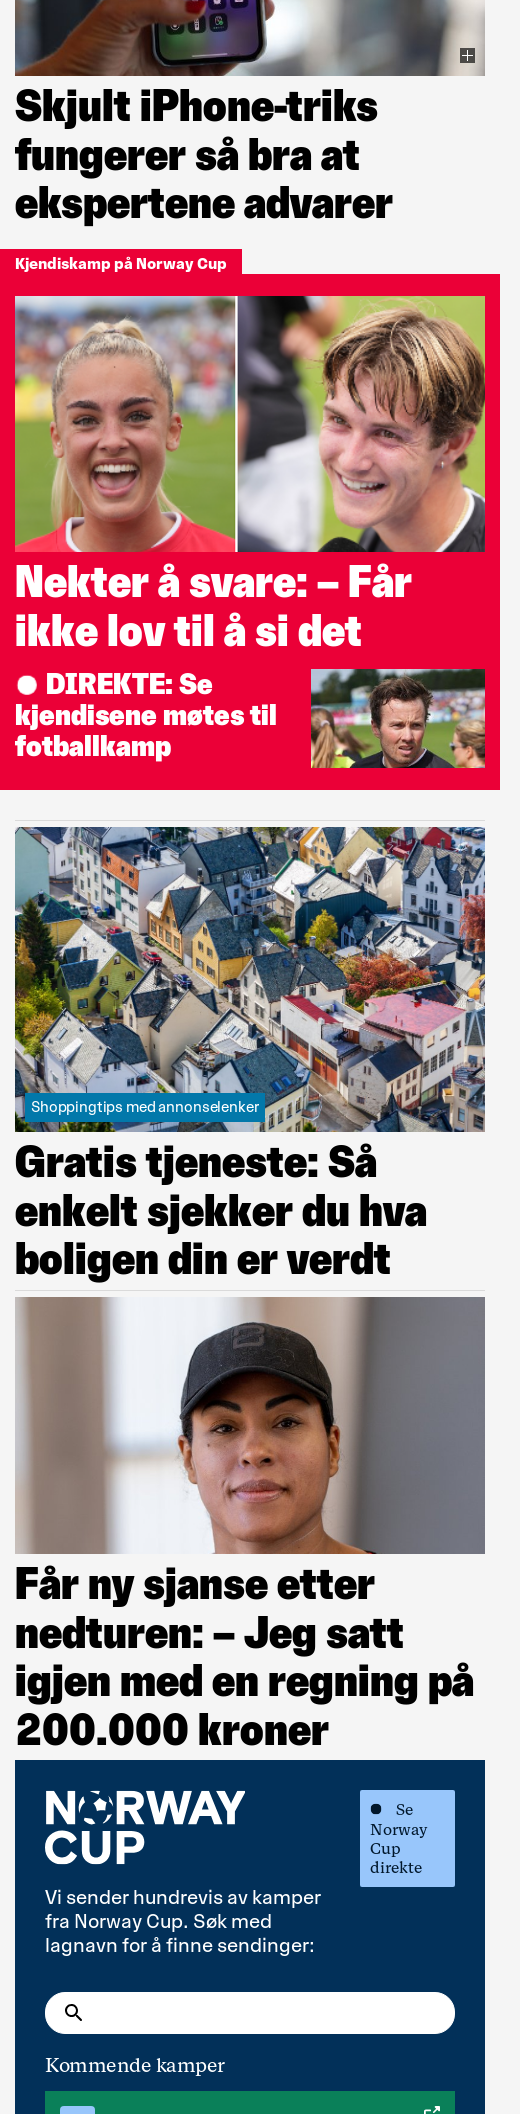 Skjult iPhone-triks
fungerer så bra at
ekspertene advarer
Kjendiskamp på Norway Cup
Nekter å svare: – Får
ikke lov til å si det
DIREKTE: Se
kjendisene møtes til
fotballkamp
Shoppingtips med annonselenker
Gratis tjeneste: Så
enkelt sjekker du hva
boligen din er verdt
Får ny sjanse etter
nedturen: – Jeg satt
igjen med en regning på
200.000 kroner
NORWAY
CUP
Se
Norway
Cup
direkte
Vi sender hundrevis av kamper
fra Norway Cup. Søk med
lagnavn for å finne sendinger:
Kommende kamper